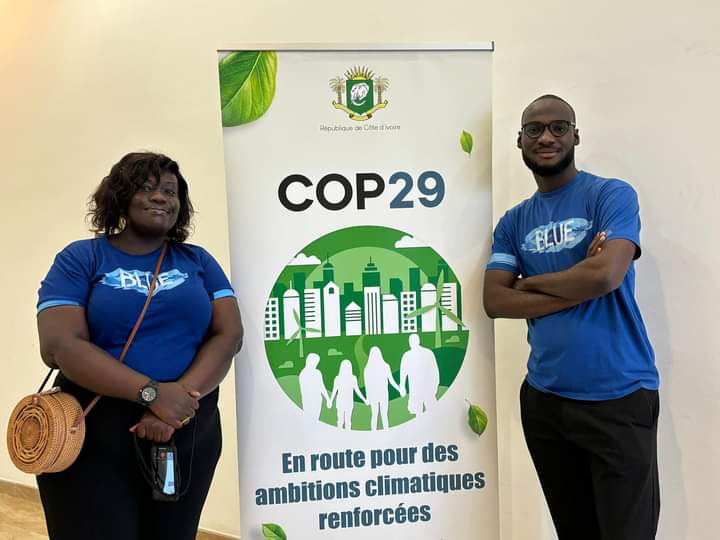 République de Côte d'Ivoire
COP29
BLUE
BLUE
En route pour des
ambitions climatiques
renforcées